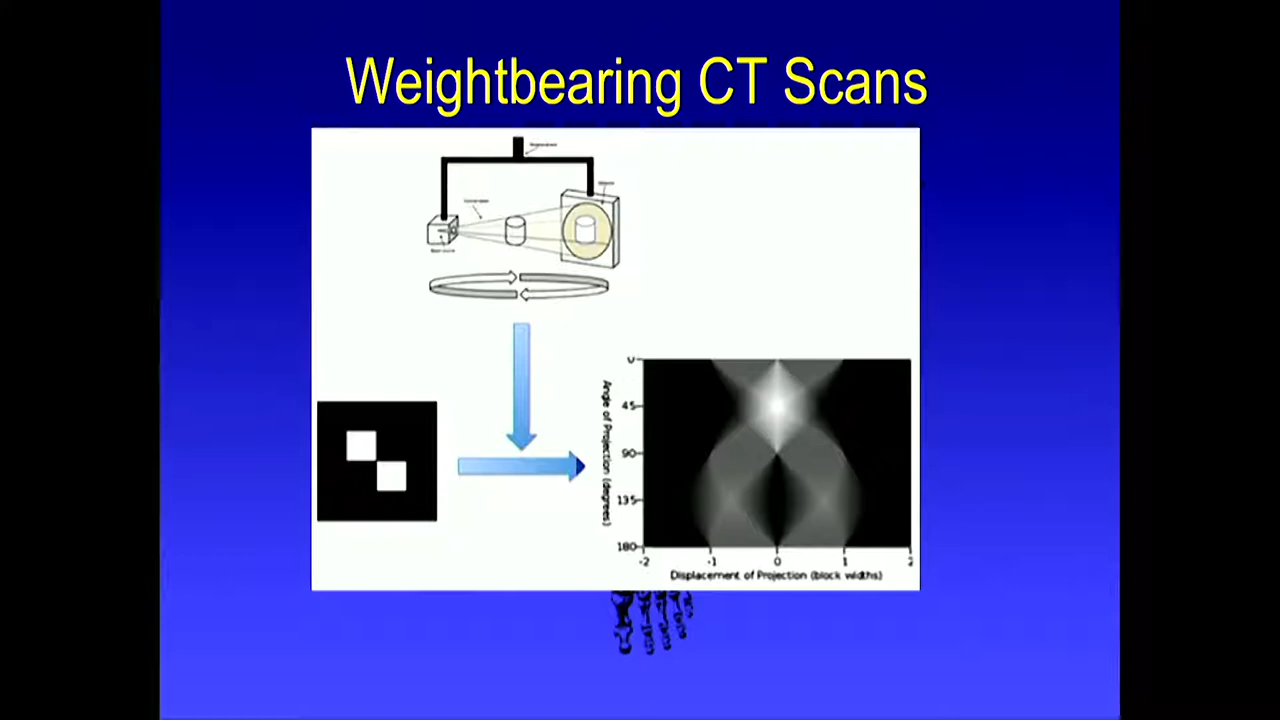 Weightbearing CT Scans
0
45
90
135
180
Angle of Projection (degrees)
-2 -1 0 1 2
Displacement of Projection (block widths)